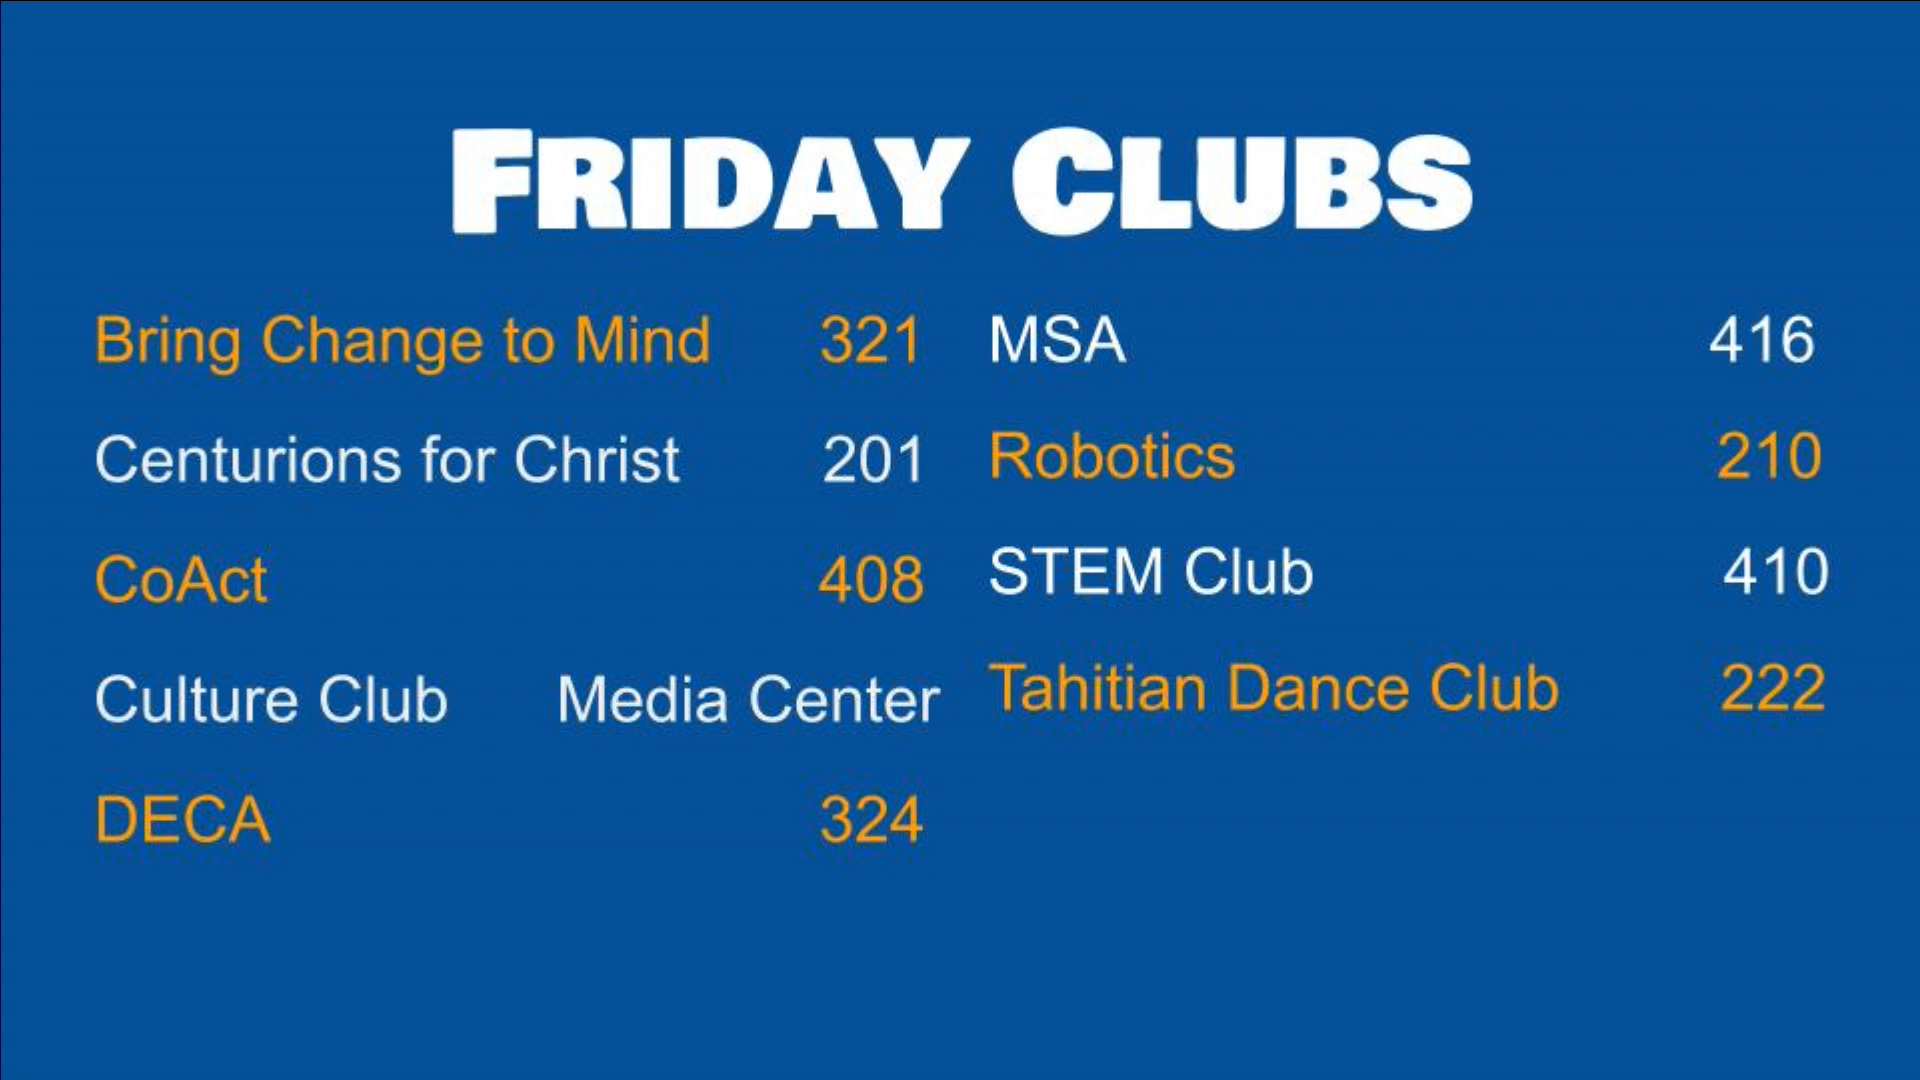 FRIDAY CLUBS
Bring Change to Mind 321
Centurions for Christ 201
CoAct 408
Culture Club Media Center
DECA 324
MSA 416
Robotics 210
STEM Club 410
Tahitian Dance Club 222